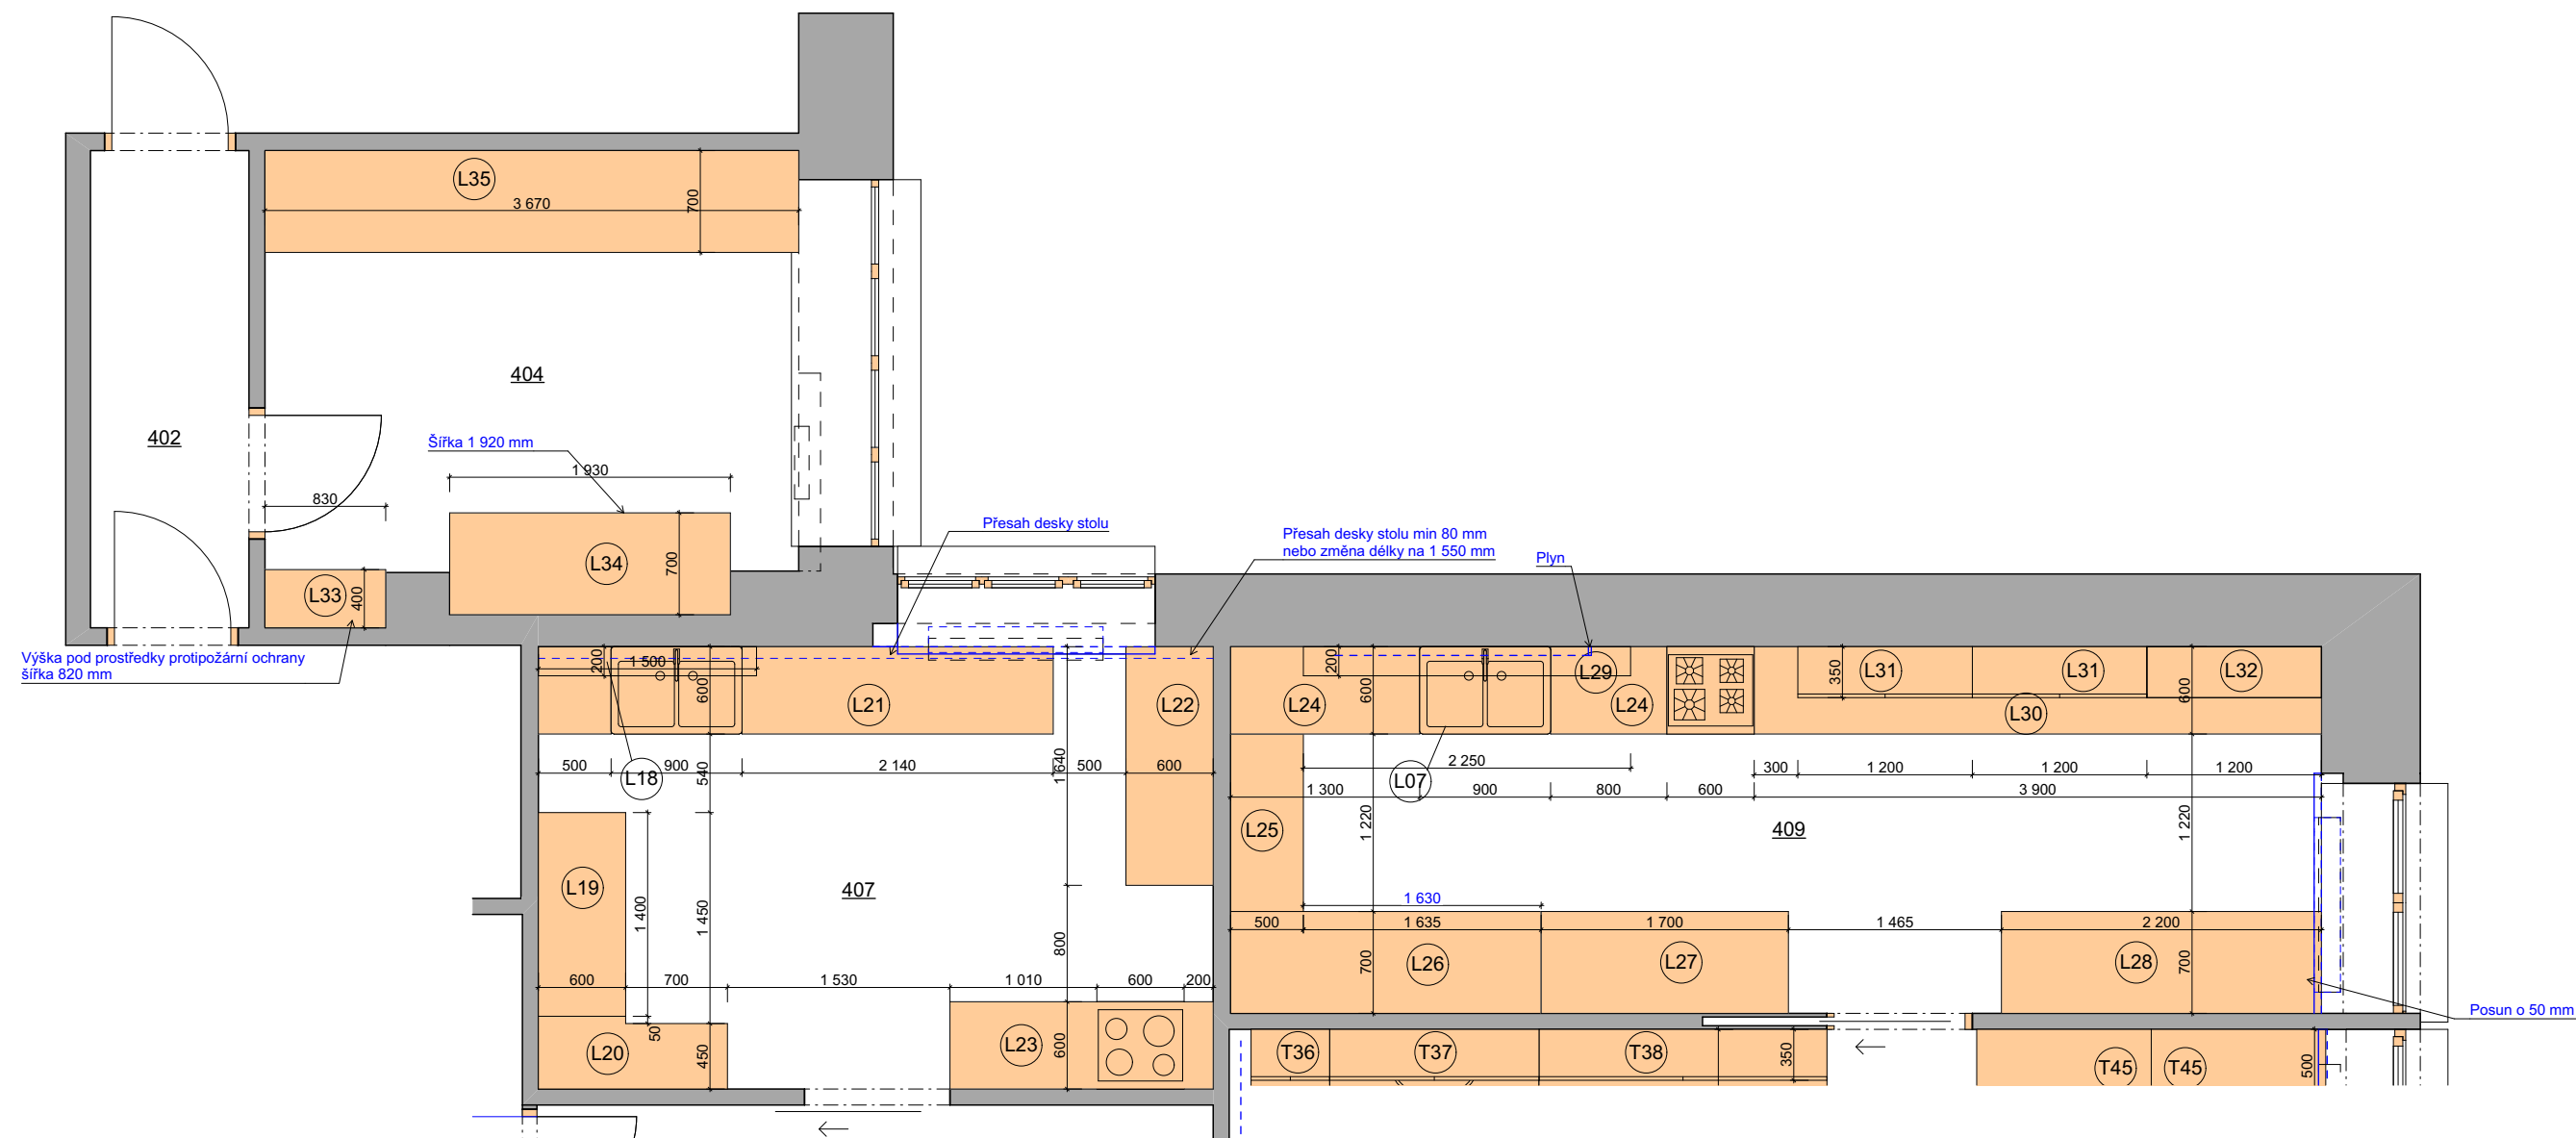 L35
3 670
700
404
402
Šířka 1 920 mm
1 930
830
L34
700
L33
400
Výška pod prostředky protipožární ochrany
šířka 820 mm
Přesah desky stolu
Přesah desky stolu min 80 mm
nebo změna délky na 1 550 mm
Plyn
200
1 500
600
L21
L22
500
L18
900
540
2 140
1 640
500
600
L19
1 400
1 450
407
800
600
700
1 530
1 010
600
200
L20
50
450
L23
600
200
L29
L24
600
L24
350
L31
L31
L32
600
L30
2 250
L07
300
1 200
1 200
1 200
1 300
900
800
600
3 900
L25
1 220
409
1 220
1 630
500
1 635
1 700
1 465
2 200
L26
700
L27
L28
700
Posun o 50 mm
T36
T37
T38
350
T45
T45
500